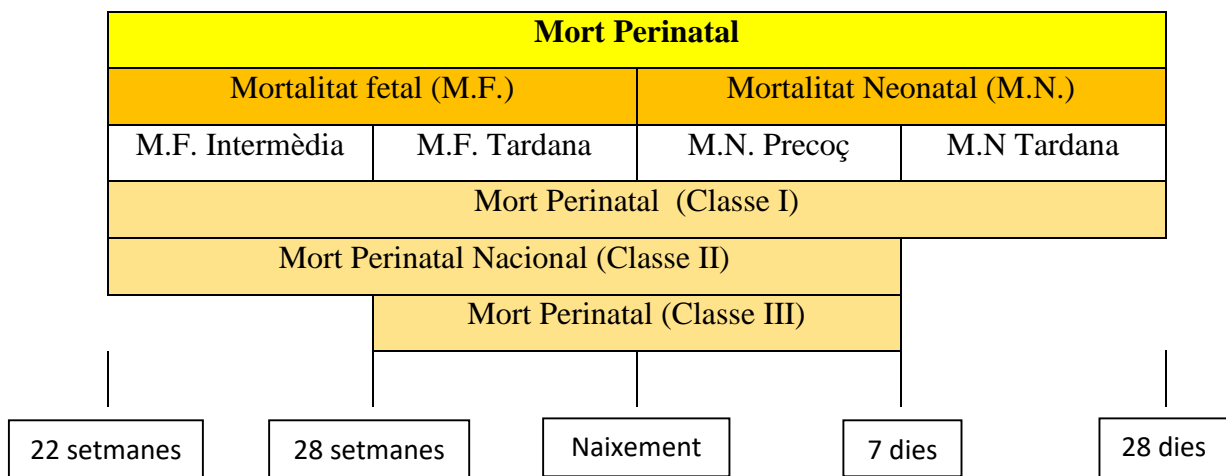 Mort Perinatal
Mortalitat fetal (M.F.)
Mortalitat Neonatal (M.N.)
M.F. Intermèdia
M.F. Tardana
M.N. Precoç
M.N Tardana
Mort Perinatal (Classe I)
Mort Perinatal Nacional (Classe II)
Mort Perinatal (Classe III)
22 setmanes
28 setmanes
Naixement
7 dies
28 dies